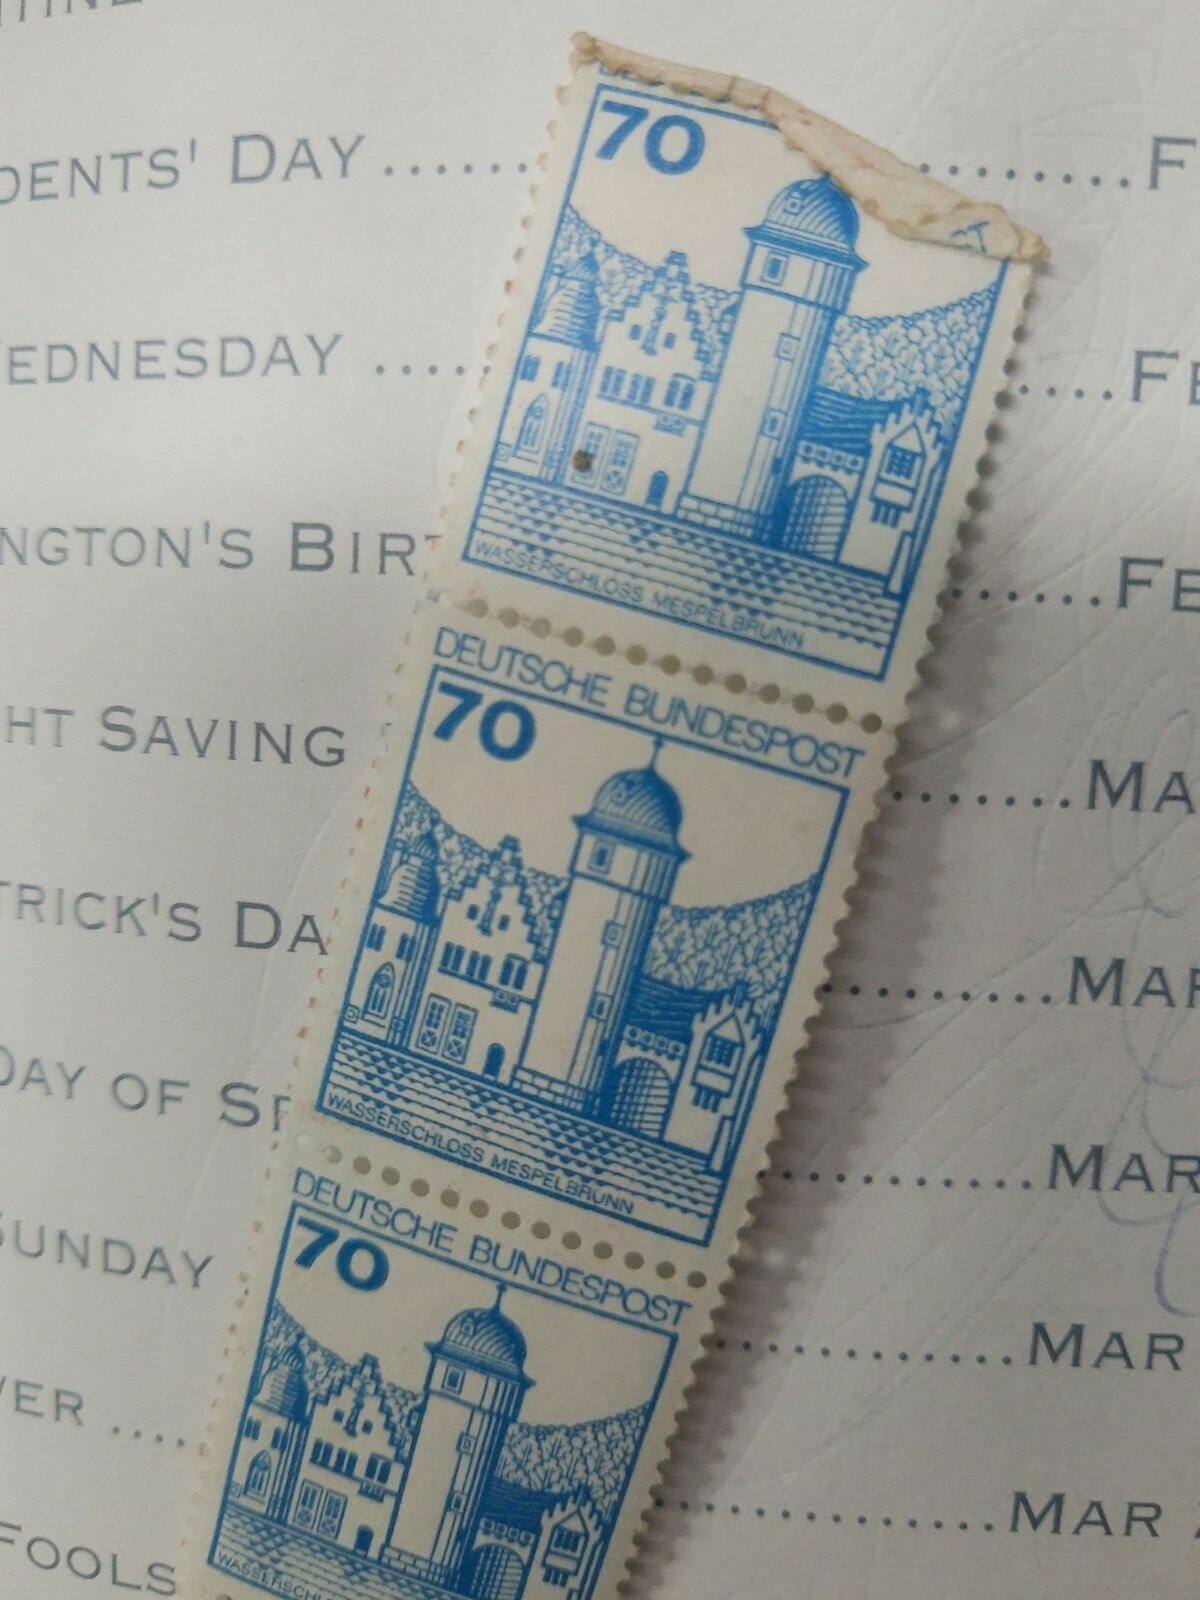 DENTS' DAY ...... ........ F
EDNESDAY .... .... FE
NGTON'S BIRT ...... FE
HT SAVING ....... MA
TRICK'S DA ......... MAR
DAY OF SP ......... MAR
SUNDAY ........... MAR
VER .... ........... MAR
FOOLS
70
WASSERSCHLOSS MESPELBRUNN
DEUTSCHE BUNDESPOST
70
WASSERSCHLOSS MESPELBRUNN
DEUTSCHE BUNDESPOST
70